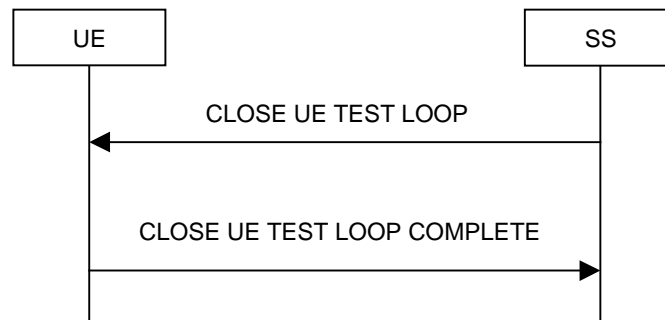 UE
SS
CLOSE UE TEST LOOP
CLOSE UE TEST LOOP COMPLETE